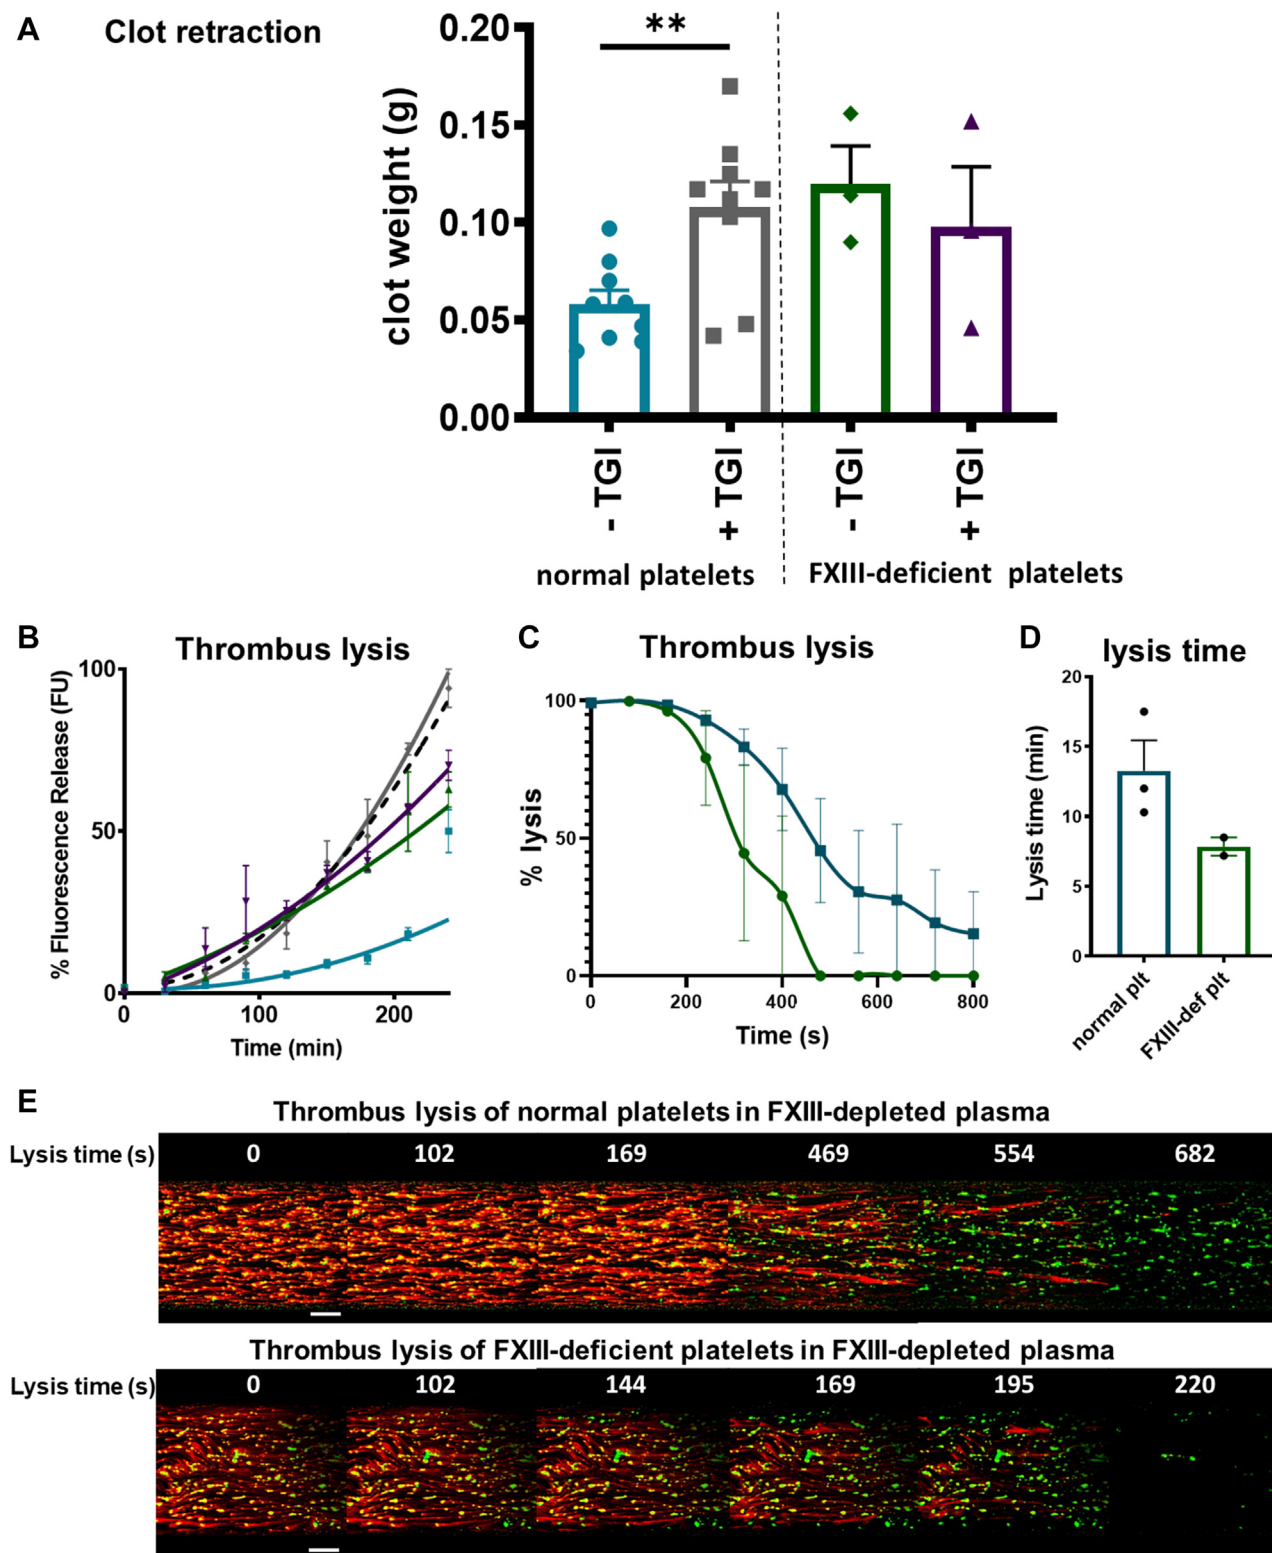 A
Clot retraction
**
clot weight (g)
0.20
0.15
0.10
0.05
0.00
- TGI
+ TGI
- TGI
+ TGI
normal platelets
FXIII-deficient platelets
B
Thrombus lysis
% Fluorescence Release (FU)
100
50
0
0
100
200
Time (min)
C
Thrombus lysis
% lysis
100
50
0
0
200
400
600
800
Time (s)
D
lysis time
Lysis time (min)
20
15
10
5
0
normal plt
FXIII-def plt
E
Thrombus lysis of normal platelets in FXIII-depleted plasma
Lysis time (s) 0 102 169 469 554 682
Thrombus lysis of FXIII-deficient platelets in FXIII-depleted plasma
Lysis time (s) 0 102 144 169 195 220